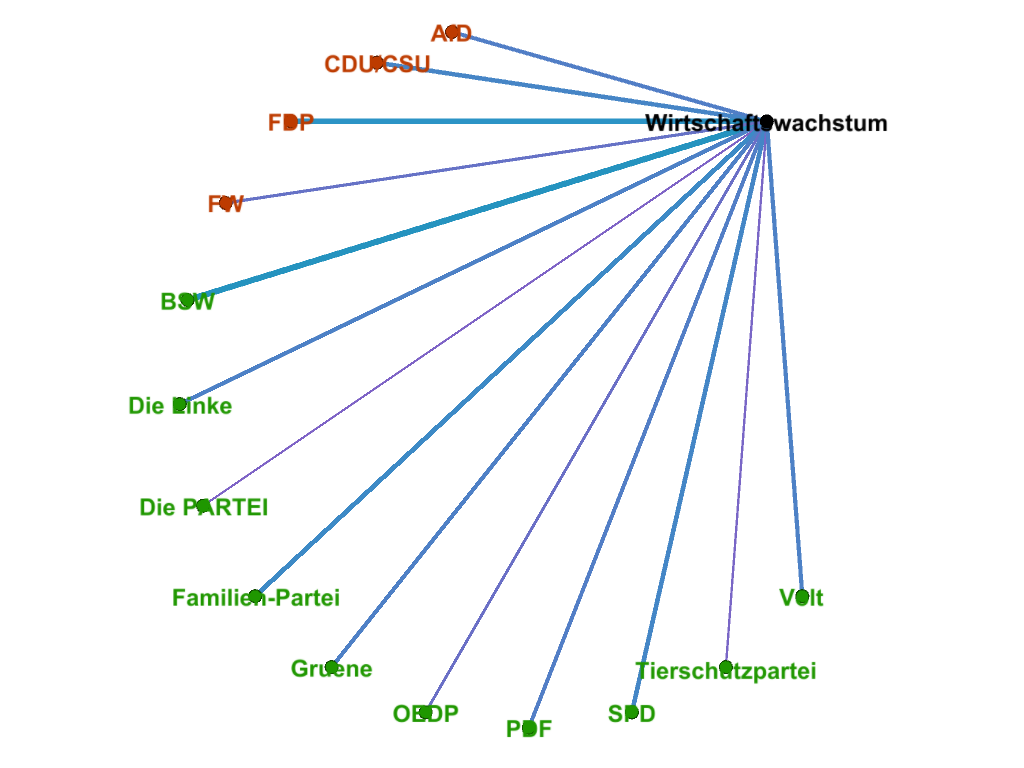 AfD
CDU/CSU
FDP
Wirtschaftswachstum
FW
BSW
Die Linke
Die PARTEI
Familien-Partei
Volt
Gruene
Tierschutzpartei
OEDP
SPD
PDF